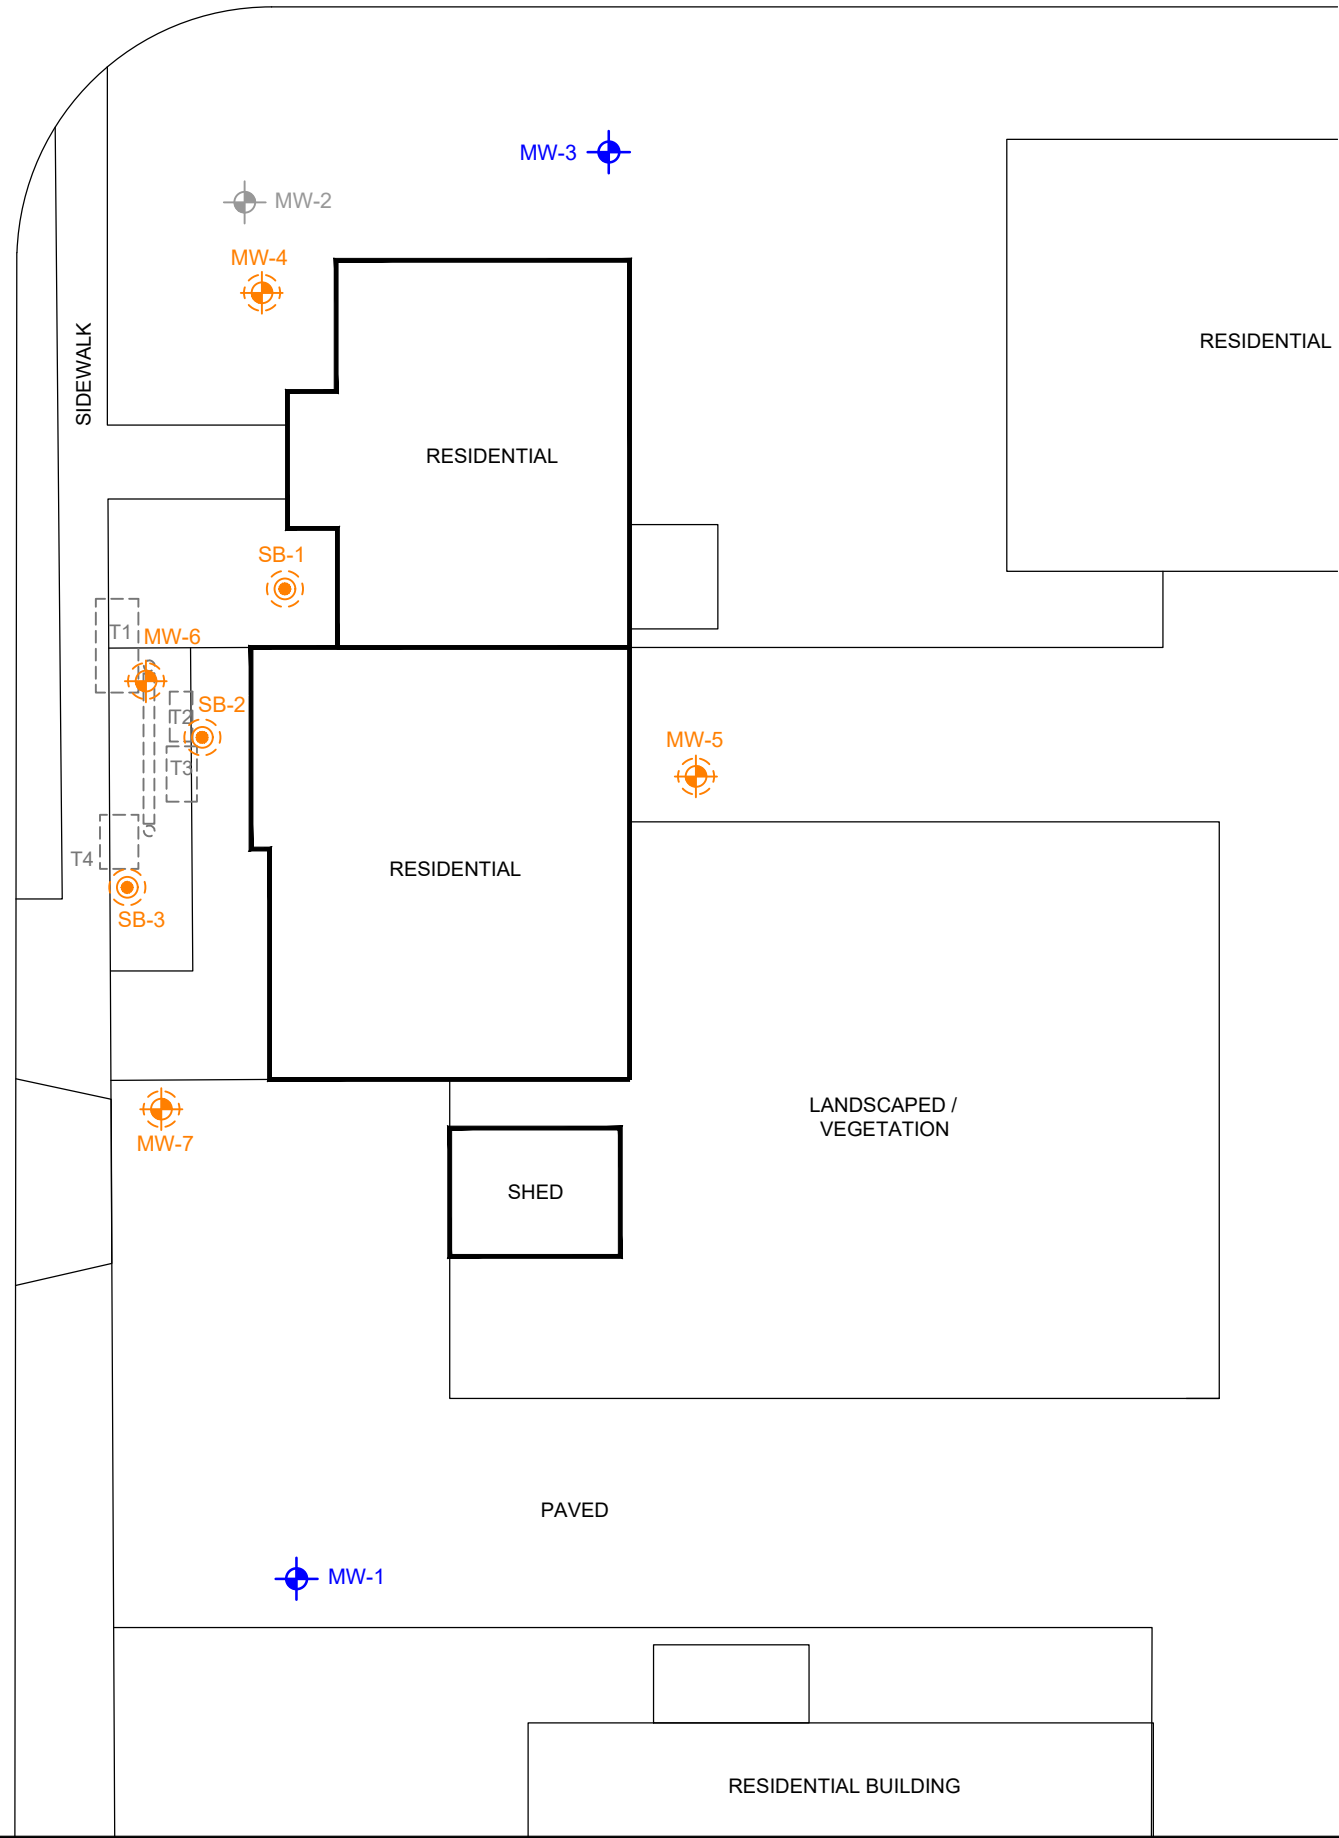 MW-3
MW-2
MW-4
SIDEWALK
RESIDENTIAL
RESIDENTIAL
SB-1
T1
MW-6
SB-2
T2
MW-5
T3
T4
RESIDENTIAL
SB-3
LANDSCAPED /
VEGETATION
MW-7
SHED
PAVED
MW-1
RESIDENTIAL BUILDING